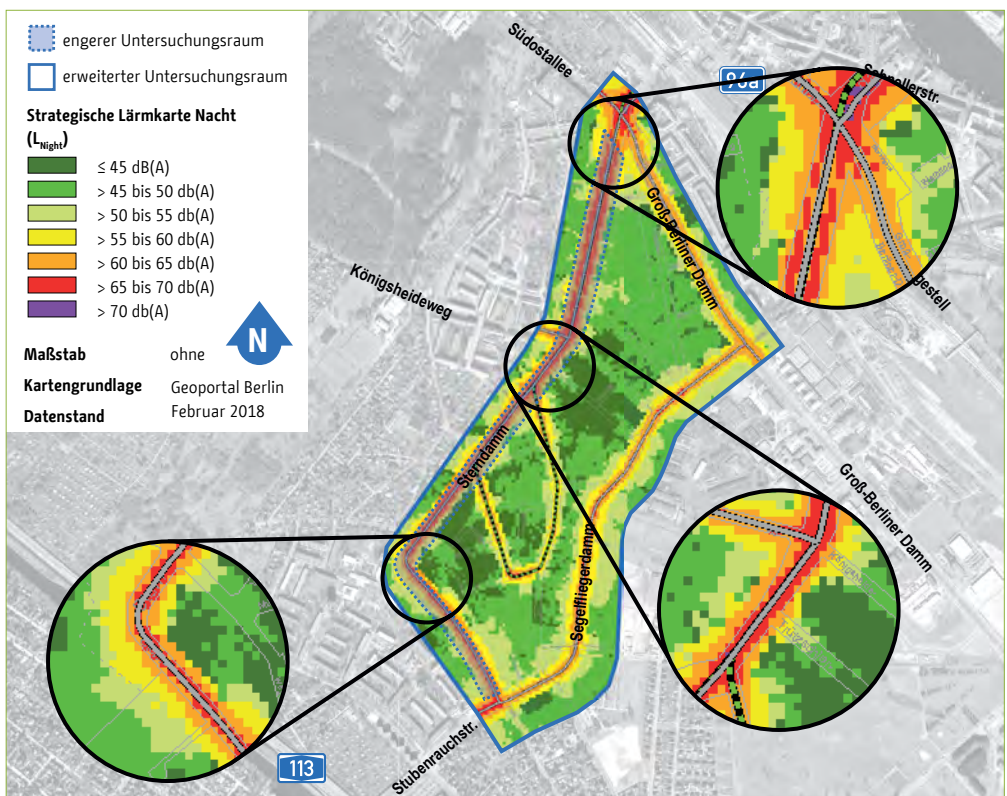 engerer Untersuchungsraum
erweiterter Untersuchungsraum
Strategische Lärmkarte Nacht
(LNight)
≤ 45 dB(A)
> 45 bis 50 db(A)
> 50 bis 55 db(A)
> 55 bis 60 db(A)
> 60 bis 65 db(A)
> 65 bis 70 db(A)
> 70 db(A)
N
Maßstab ohne
Kartengrundlage Geoportal Berlin
Datenstand Februar 2018
Südostallee
96a
Schnellerstr.
Groß-Berliner Damm
gestell
Königsheideweg
Sterndamm
Groß-Berliner Damm
Segelfliegerdamm
Stubenrauchstr.
113